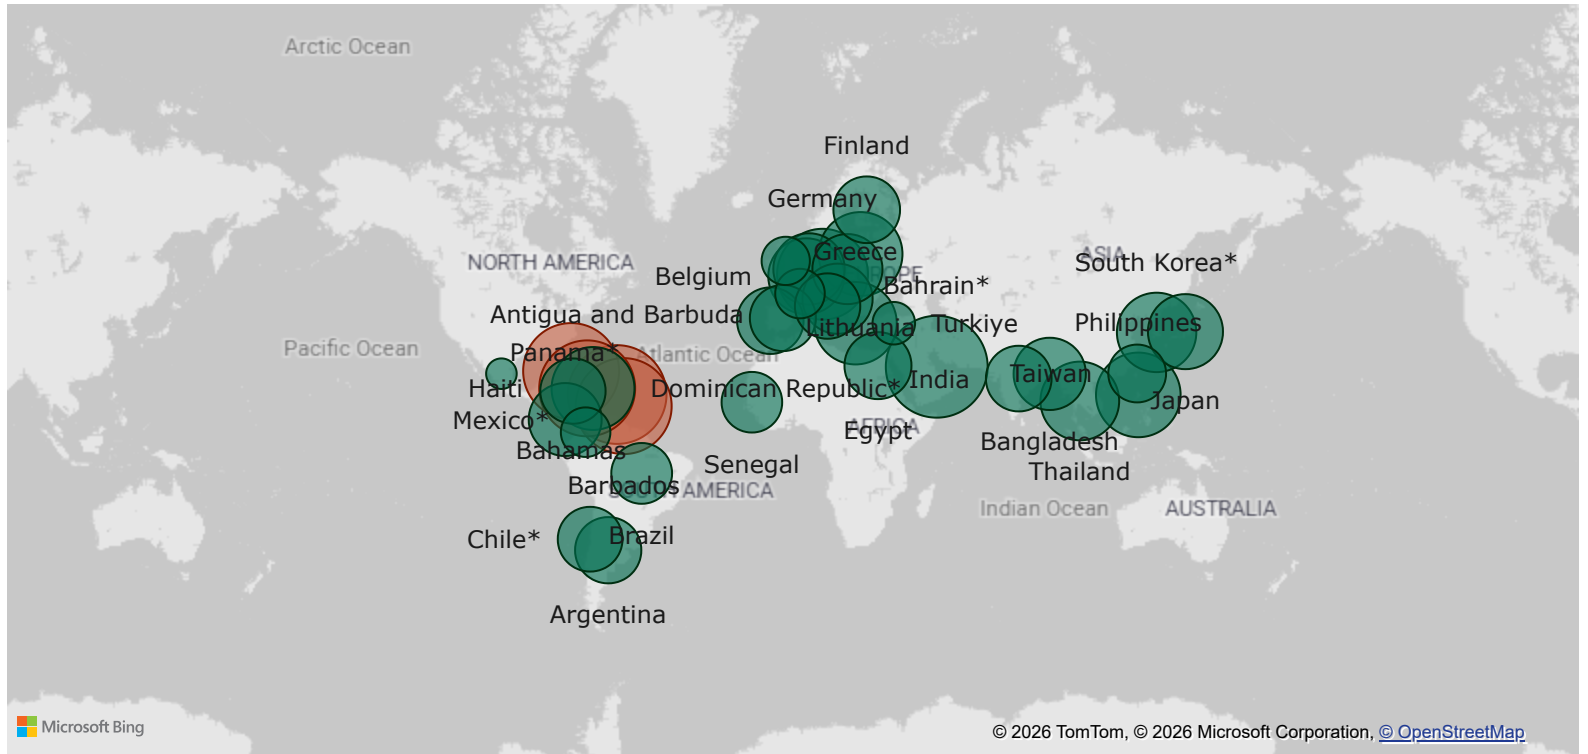 Arctic Ocean
Finland
Germany
Greece
ASIA
NORTH AMERICA
South Korea*
Belgium
Bahrain*
Antigua and Barbuda
Lithuania
Turkiye
Philippines
Pacific Ocean
Panama*
Atlantic Ocean
Haiti
Dominican Republic*
India
Taiwan
Japan
Mexico*
AFRICA
Egypt
Bahamas
Bangladesh
Senegal
Thailand
Barbados
AMERICA
Indian Ocean
AUSTRALIA
Chile*
Brazil
Argentina
Microsoft Bing
© 2026 TomTom, © 2026 Microsoft Corporation, © OpenStreetMap